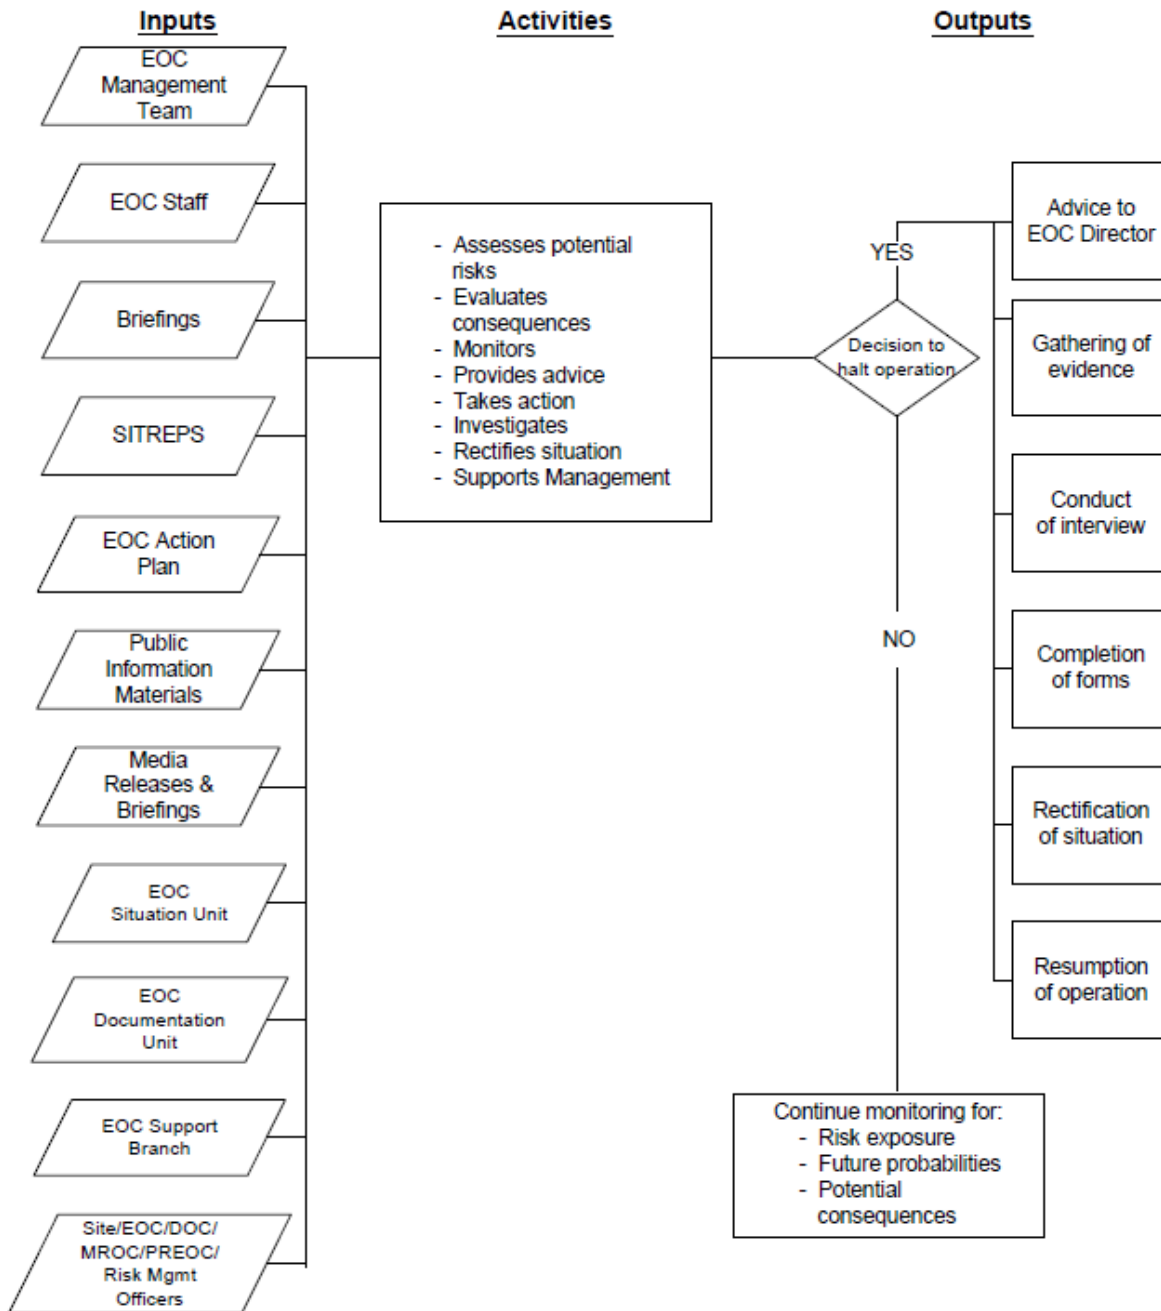 Inputs
Activities
Outputs
EOC
Management
Team
EOC Staff
Briefings
SITREPS
EOC Action
Plan
Public
Information
Materials
Media
Releases &
Briefings
EOC
Situation Unit
EOC
Documentation
Unit
EOC Support
Branch
Site/EOC/DOC/
MROC/PREOC/
Risk Mgmt
Officers
- Assesses potential
risks
- Evaluates
consequences
- Monitors
- Provides advice
- Takes action
- Investigates
- Rectifies situation
- Supports Management
YES
Decision to
halt operation
NO
Continue monitoring for:
- Risk exposure
- Future probabilities
- Potential
consequences
Advice to
EOC Director
Gathering of
evidence
Conduct
of interview
Completion
of forms
Rectification
of situation
Resumption
of operation